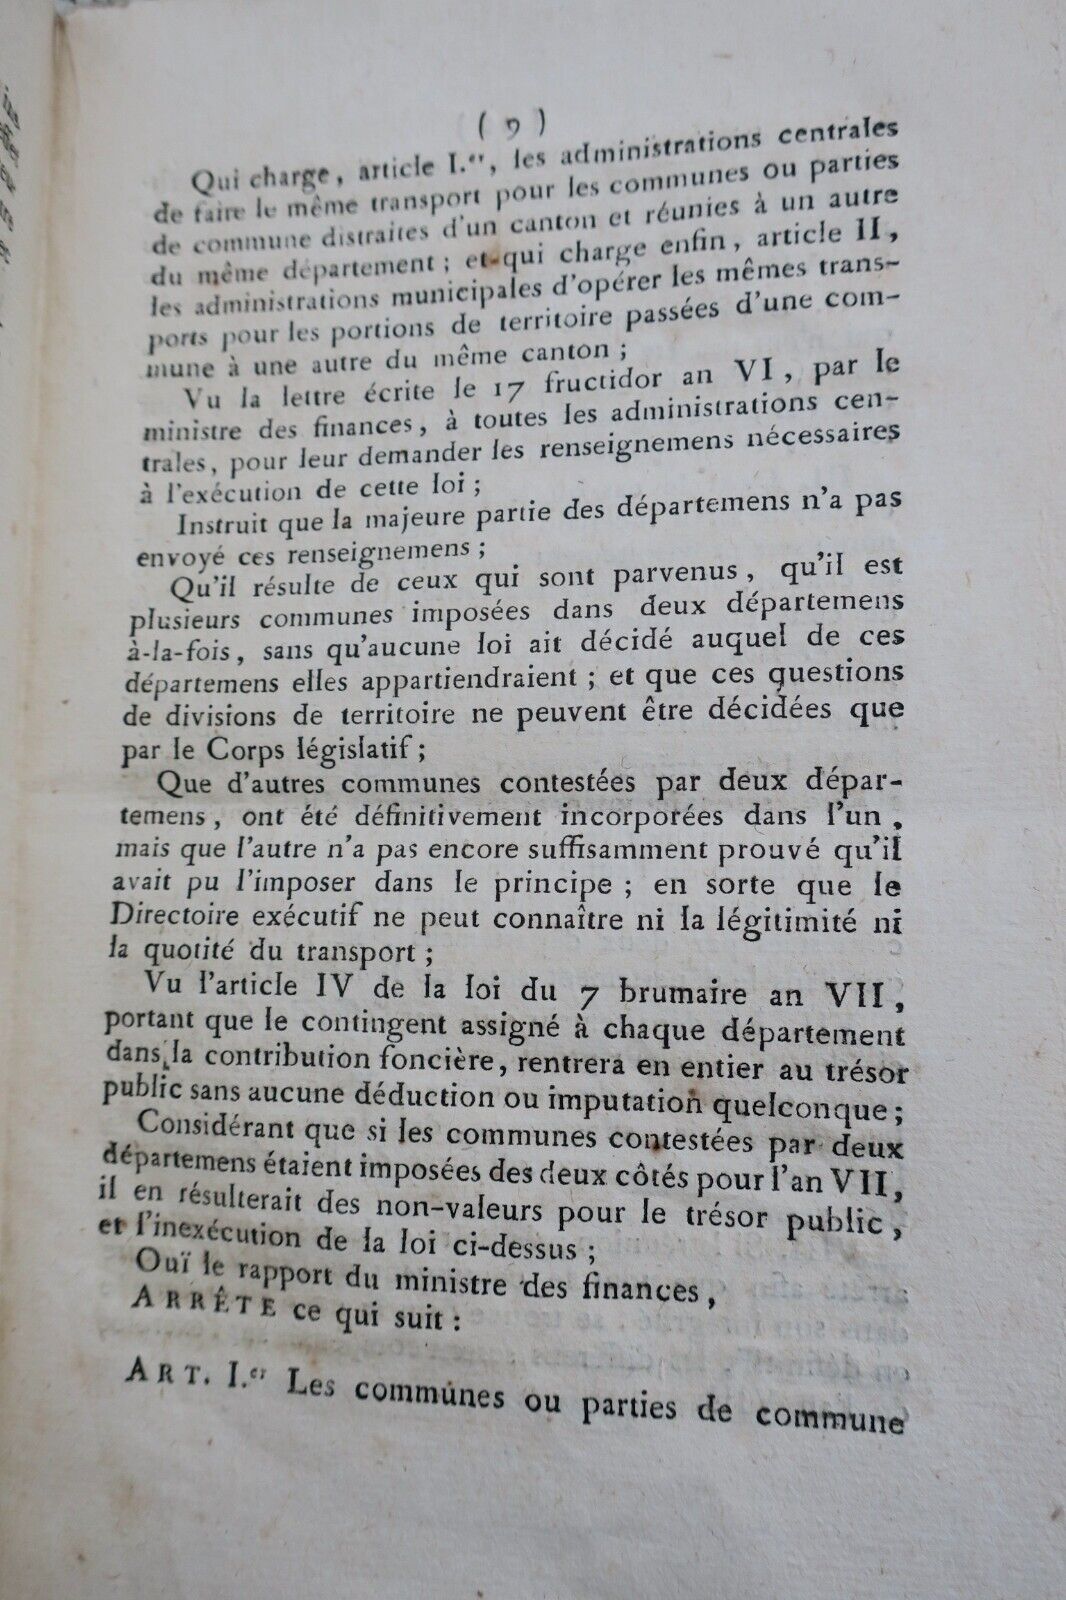 ( 9 )
Qui charge, article I.er, les administrations centrales
de faire le même transport pour les communes ou parties
de commune distraites d'un canton et réunies à un autre
du même département ; et qui charge enfin, article II,
les administrations municipales d'opérer les mêmes trans-
ports pour les portions de territoire passées d'une com-
mune à une autre du même canton ;
Vu la lettre écrite le 17 fructidor an VI, par le
ministre des finances, à toutes les administrations cen-
trales, pour leur demander les renseignemens nécessaires
à l'exécution de cette loi ;
Instruit que la majeure partie des départemens n'a pas
envoyé ces renseignemens ;
Qu'il résulte de ceux qui sont parvenus, qu'il est
plusieurs communes imposées dans deux départemens
à-la-fois, sans qu'aucune loi ait décidé auquel de ces
départemens elles appartiendraient ; et que ces questions
de divisions de territoire ne peuvent être décidées que
par le Corps législatif ;
Que d'autres communes contestées par deux dépar-
temens, ont été définitivement incorporées dans l'un,
mais que l'autre n'a pas encore suffisamment prouvé qu'il
avait pu l'imposer dans le principe ; en sorte que le
Directoire exécutif ne peut connaître ni la légitimité ni
la quotité du transport ;
Vu l'article IV de la loi du 7 brumaire an VII,
portant que le contingent assigné à chaque département
dans la contribution foncière, rentrera en entier au trésor
public sans aucune déduction ou imputation quelconque ;
Considérant que si les communes contestées par deux
départemens étaient imposées des deux côtés pour l'an VII,
il en résulterait des non-valeurs pour le trésor public,
et l'inexécution de la loi ci-dessus ;
Ouï le rapport du ministre des finances,
ARRÊTE ce qui suit :
ART. I.er Les communes ou parties de commune